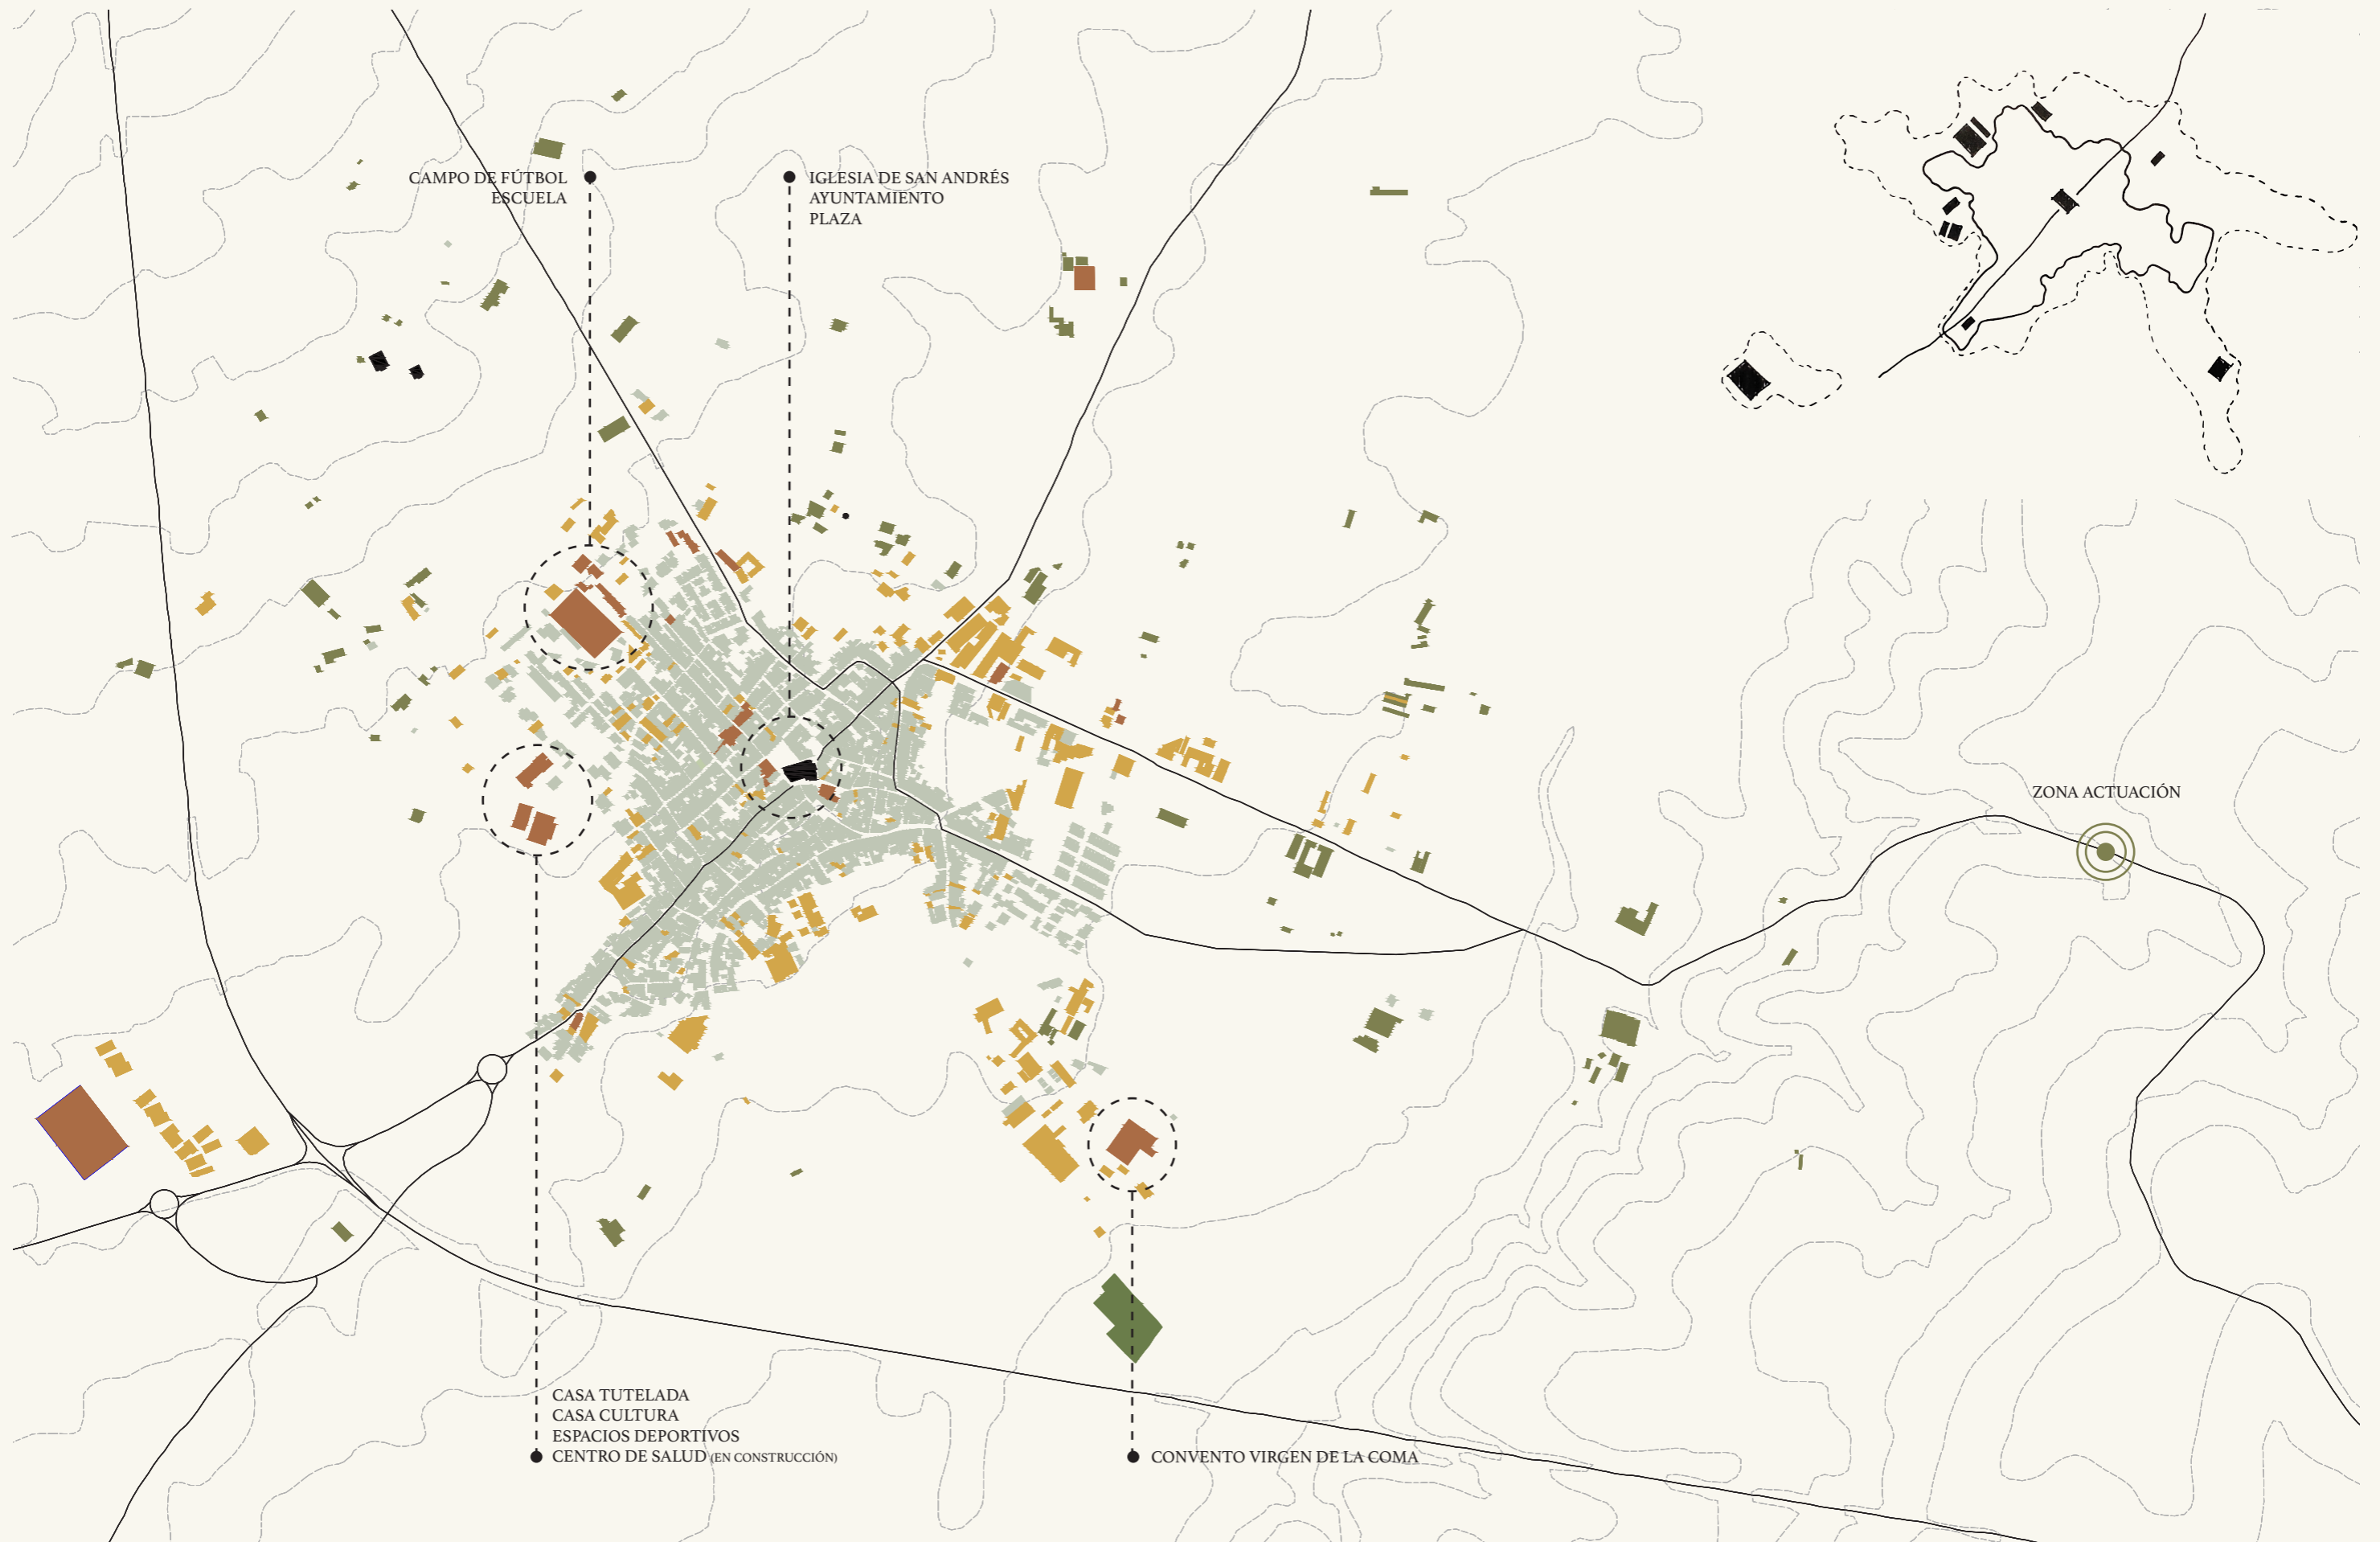 CAMPO DE FÚTBOL
ESCUELA
IGLESIA DE SAN ANDRÉS
AYUNTAMIENTO
PLAZA
ZONA ACTUACIÓN
CASA TUTELADA
CASA CULTURA
ESPACIOS DEPORTIVOS
CENTRO DE SALUD (EN CONSTRUCCIÓN)
CONVENTO VIRGEN DE LA COMA